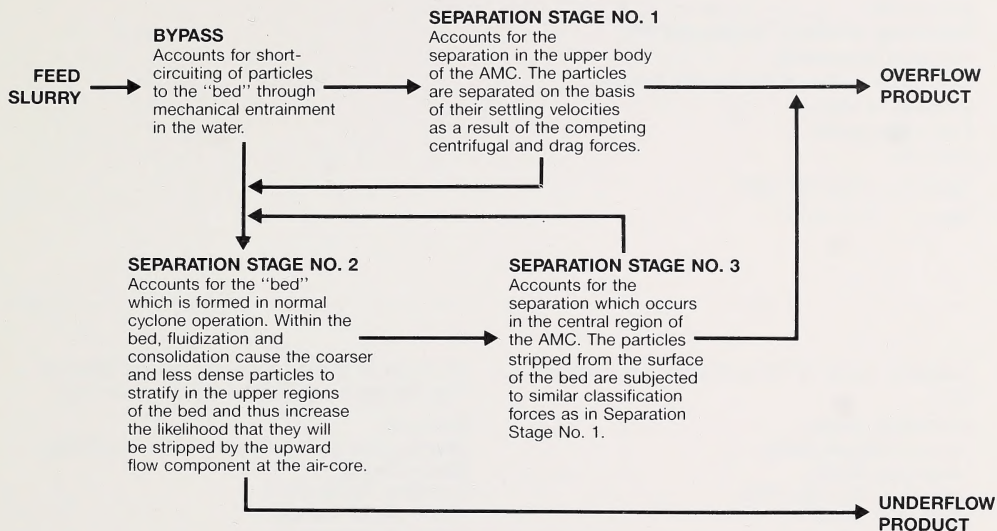 FEED
SLURRY
BYPASS
Accounts for short-
circuiting of particles
to the "bed" through
mechanical entrainment
in the water.
SEPARATION STAGE NO. 1
Accounts for the
separation in the upper body
of the AMC. The particles
are separated on the basis
of their settling velocities
as a result of the competing
centrifugal and drag forces.
OVERFLOW
PRODUCT
SEPARATION STAGE NO. 2
Accounts for the "bed"
which is formed in normal
cyclone operation. Within the
bed, fluidization and
consolidation cause the coarser
and less dense particles to
stratify in the upper regions
of the bed and thus increase
the likelihood that they will
be stripped by the upward
flow component at the air-core.
SEPARATION STAGE NO. 3
Accounts for the
separation which occurs
in the central region of
the AMC. The particles
stripped from the surface
of the bed are subjected
to similar classification
forces as in Separation
Stage No. 1.
UNDERFLOW
PRODUCT